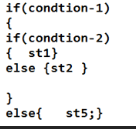 if(condtion-1)
{
if(condtion-2)
{ st1}
else {st2 }
}
else{ st5;}